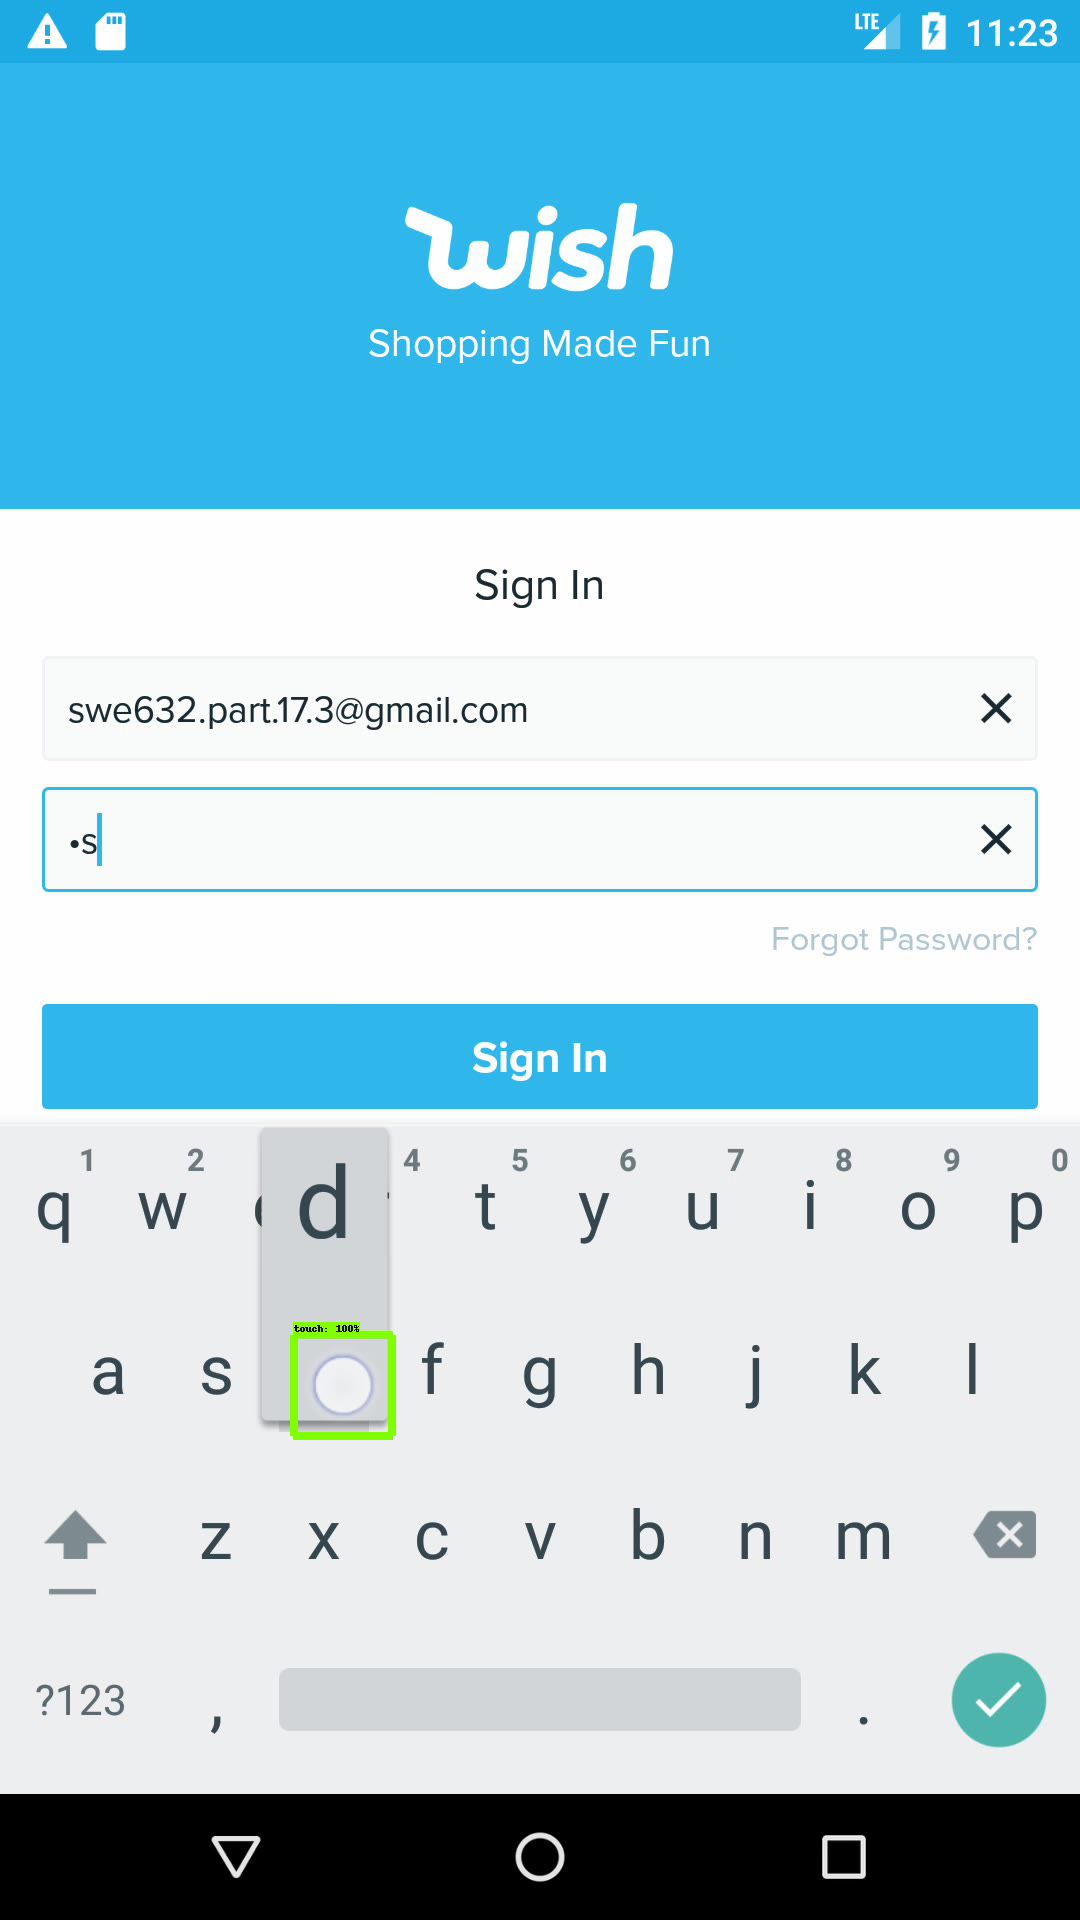 LTE 11:23
wish
Shopping Made Fun
Sign In
swe632.part.17.3@gmail.com
•s
Forgot Password?
Sign In
1 2 4 5 6 7 8 9 0
q w d t y u i o p
touch: 100%
a s f g h j k l
z x c v b n m
?123 , .